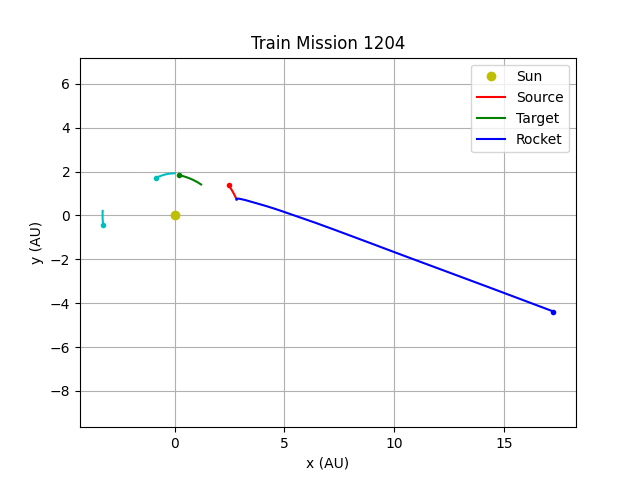 Train Mission 1204
Sun
Source
Target
Rocket
6
4
2
0
−2
−4
−6
−8
y (AU)
0
5
10
15
x (AU)